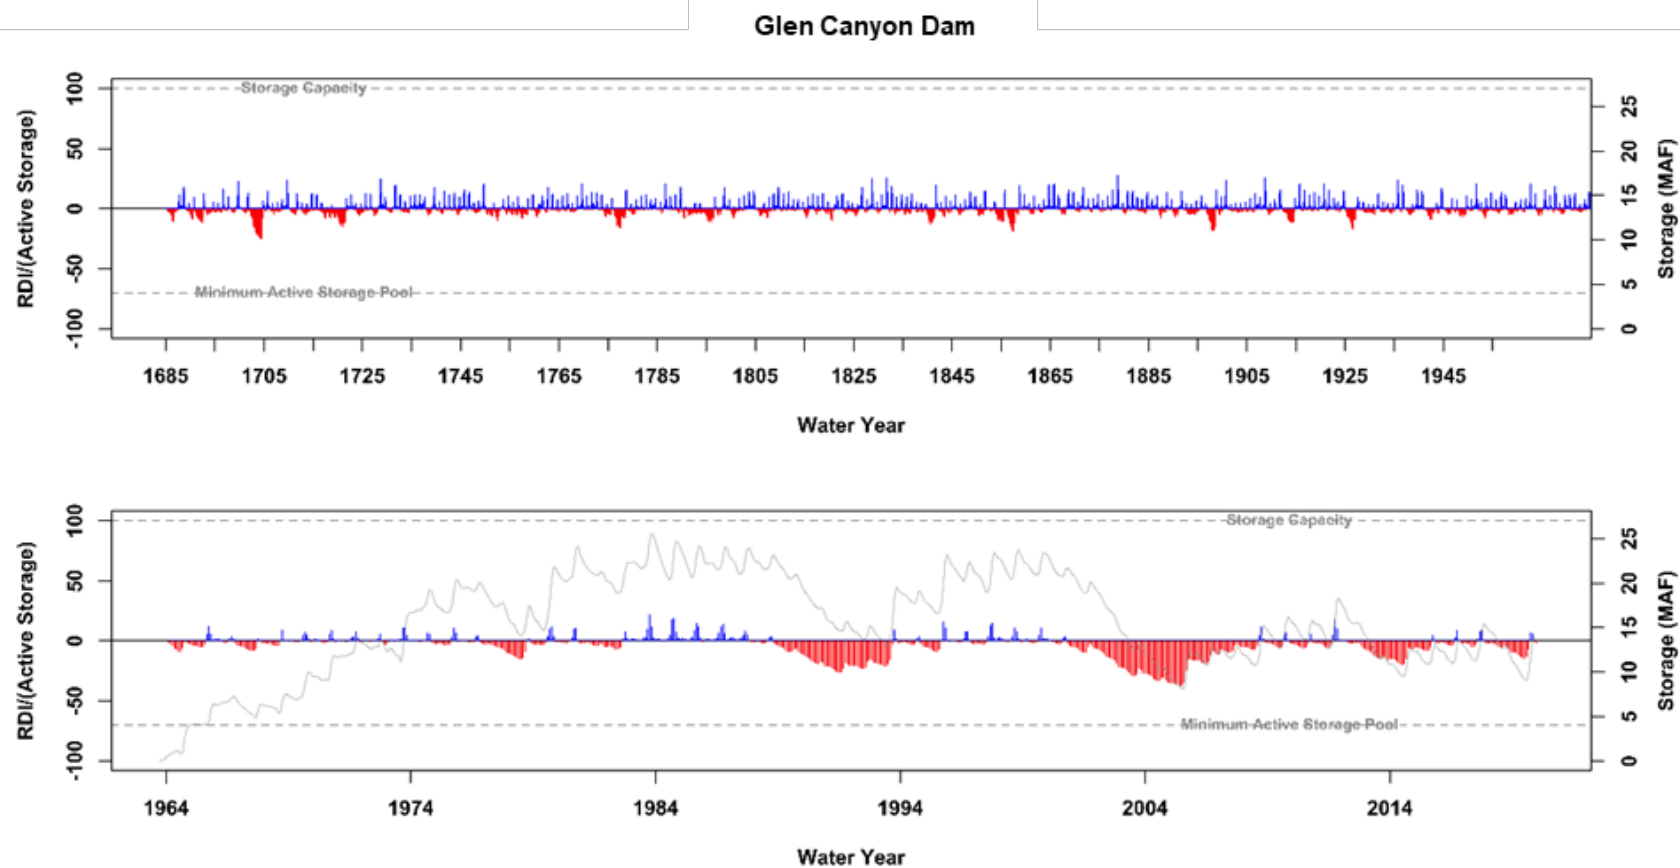 Glen Canyon Dam
RDI/(Active Storage)
100
50
0
-50
-100
Storage Capacity
Minimum Active Storage Pool
25
20
15
10
5
0
Storage (MAF)
1685 1705 1725 1745 1765 1785 1805 1825 1845 1865 1885 1905 1925 1945
Water Year
RDI/(Active Storage)
100
50
0
-50
-100
Storage Capacity
Minimum Active Storage Pool
25
20
15
10
5
0
Storage (MAF)
1964 1974 1984 1994 2004 2014
Water Year